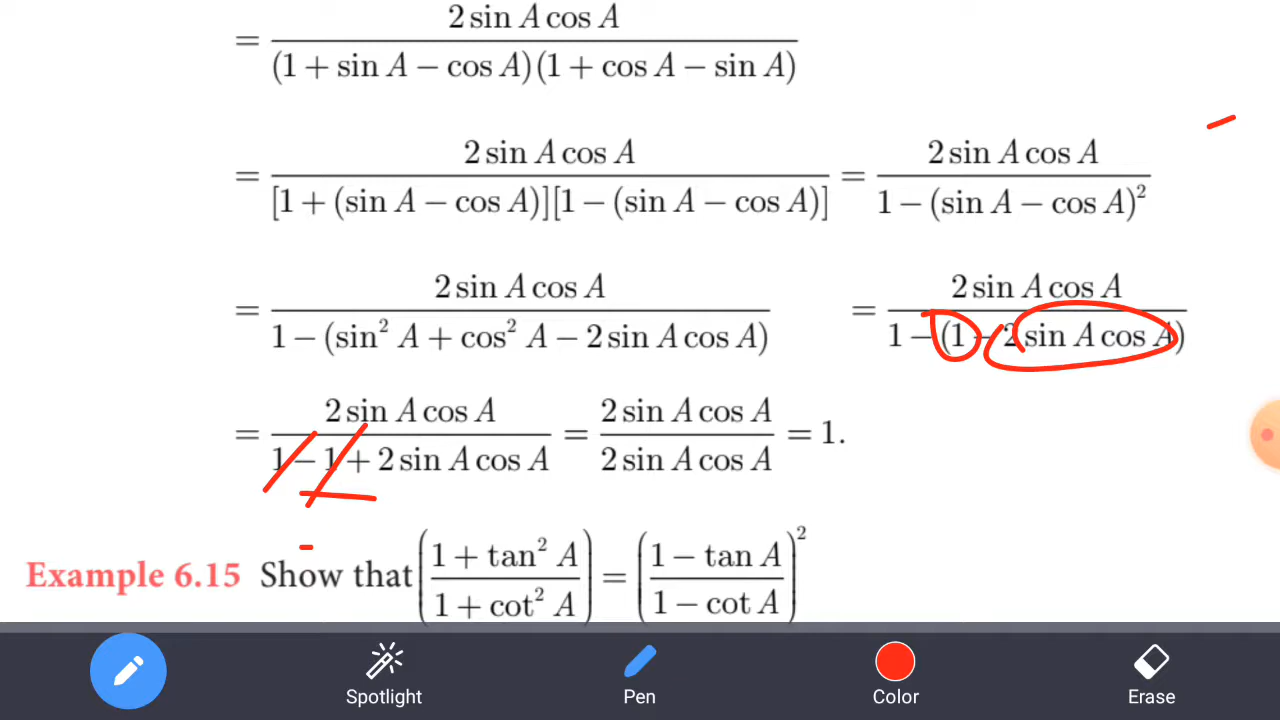 = 2 sin A cos A / (1 + sin A − cos A)(1 + cos A − sin A)
= 2 sin A cos A / [1 + (sin A − cos A)][1 − (sin A − cos A)] = 2 sin A cos A / 1 − (sin A − cos A)²
= 2 sin A cos A / 1 − (sin² A + cos² A − 2 sin A cos A) = 2 sin A cos A / 1 − (1 − 2 sin A cos A)
= 2 sin A cos A / 1 − 1 + 2 sin A cos A = 2 sin A cos A / 2 sin A cos A = 1.
Example 6.15 Show that (1 + tan² A / 1 + cot² A) = (1 − tan A / 1 − cot A)²
Spotlight Pen Color Erase